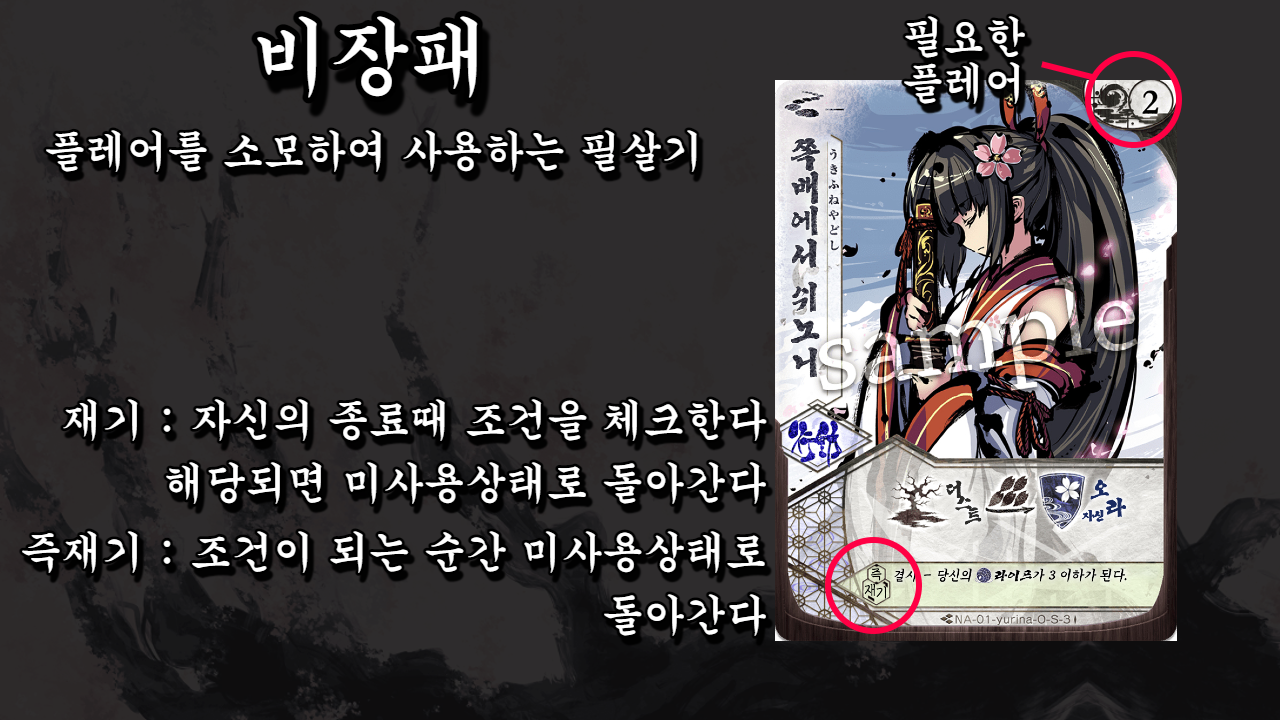 비장패
플레어를 소모하여 사용하는 필살기
필요한
플레어
2
쪽배에서 쉬노니
うきふねやどし
sample
더스트
오라
자신
재기 : 자신의 종료때 조건을 체크한다
해당되면 미사용상태로 돌아간다
즉재기 : 조건이 되는 순간 미사용상태로
돌아간다
즉
재기
결사 – 당신의 라이프가 3 이하가 된다.
NA-01-yurina-O-S-3